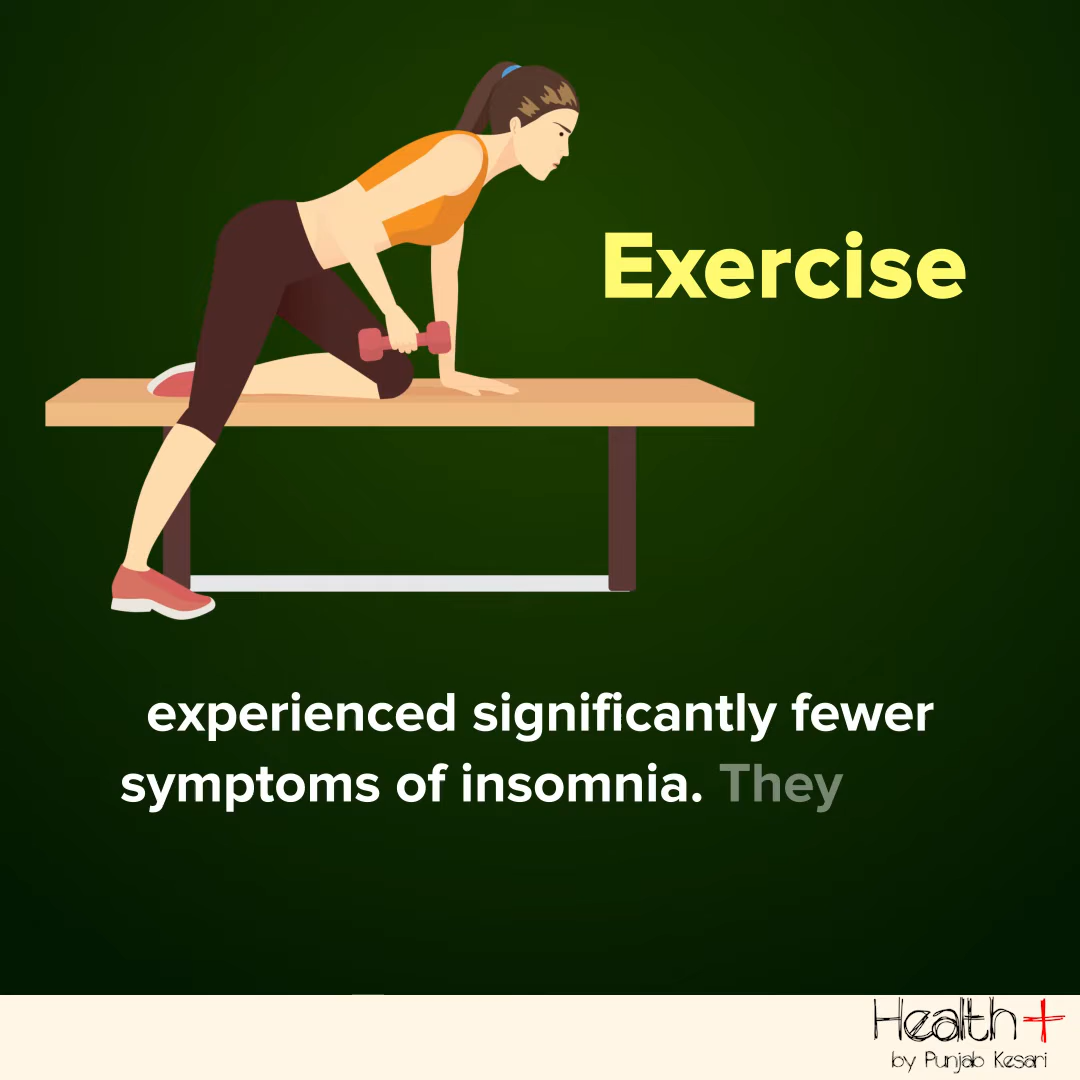 Exercise
experienced significantly fewer
symptoms of insomnia. They
Health+
by Punjab Kesari